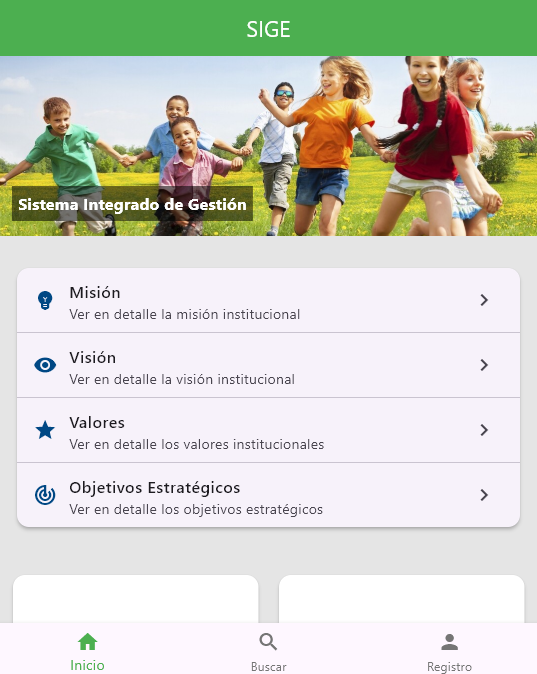 SIGE
Sistema Integrado de Gestión
Misión
Ver en detalle la misión institucional
Visión
Ver en detalle la visión institucional
Valores
Ver en detalle los valores institucionales
Objetivos Estratégicos
Ver en detalle los objetivos estratégicos
Inicio
Buscar
Registro